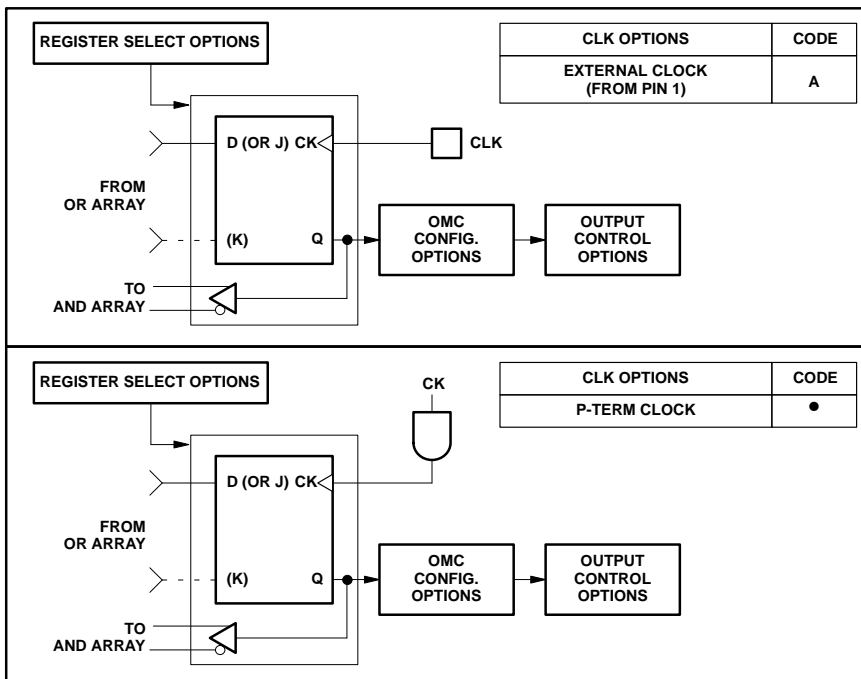 REGISTER SELECT OPTIONS
CLK OPTIONS CODE
EXTERNAL CLOCK
(FROM PIN 1)
A
D (OR J) CK
CLK
FROM
OR ARRAY
(K) Q
OMC
CONFIG.
OPTIONS
OUTPUT
CONTROL
OPTIONS
TO
AND ARRAY
REGISTER SELECT OPTIONS
CK
CLK OPTIONS CODE
P-TERM CLOCK ●
D (OR J) CK
FROM
OR ARRAY
(K) Q
OMC
CONFIG.
OPTIONS
OUTPUT
CONTROL
OPTIONS
TO
AND ARRAY